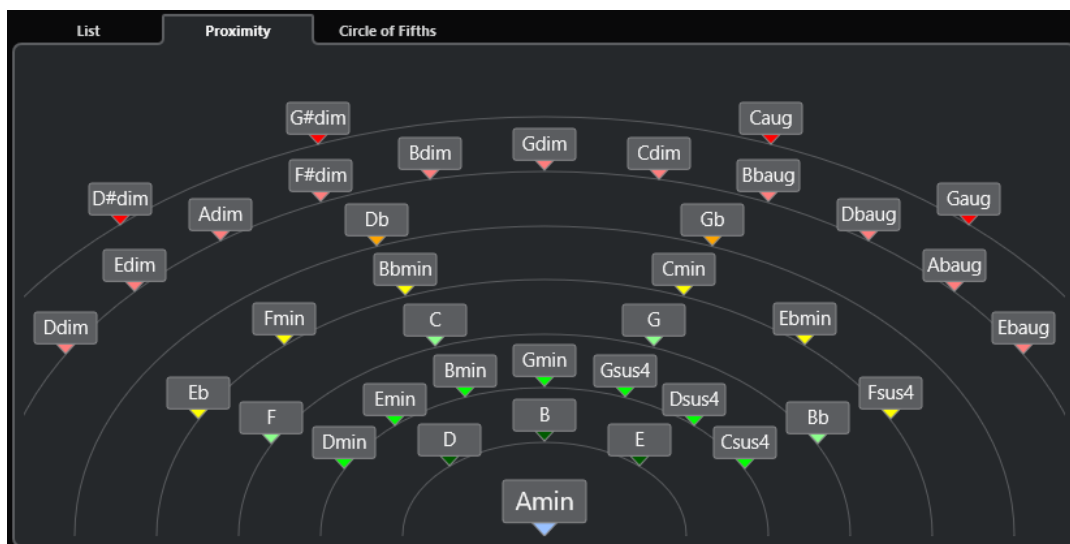 List Proximity Circle of Fifths
G#dim Caug
Bdim Gdim Cdim
F#dim Bbaug
D#dim Adim Dbaug Gaug
Db Gb
Edim Bbmin Cmin Abaug
Ddim Fmin C G Ebmin Ebaug
Bmin Gmin Gsus4
Eb Emin Dsus4 Fsus4
F B Bb
Dmin D E Csus4
Amin